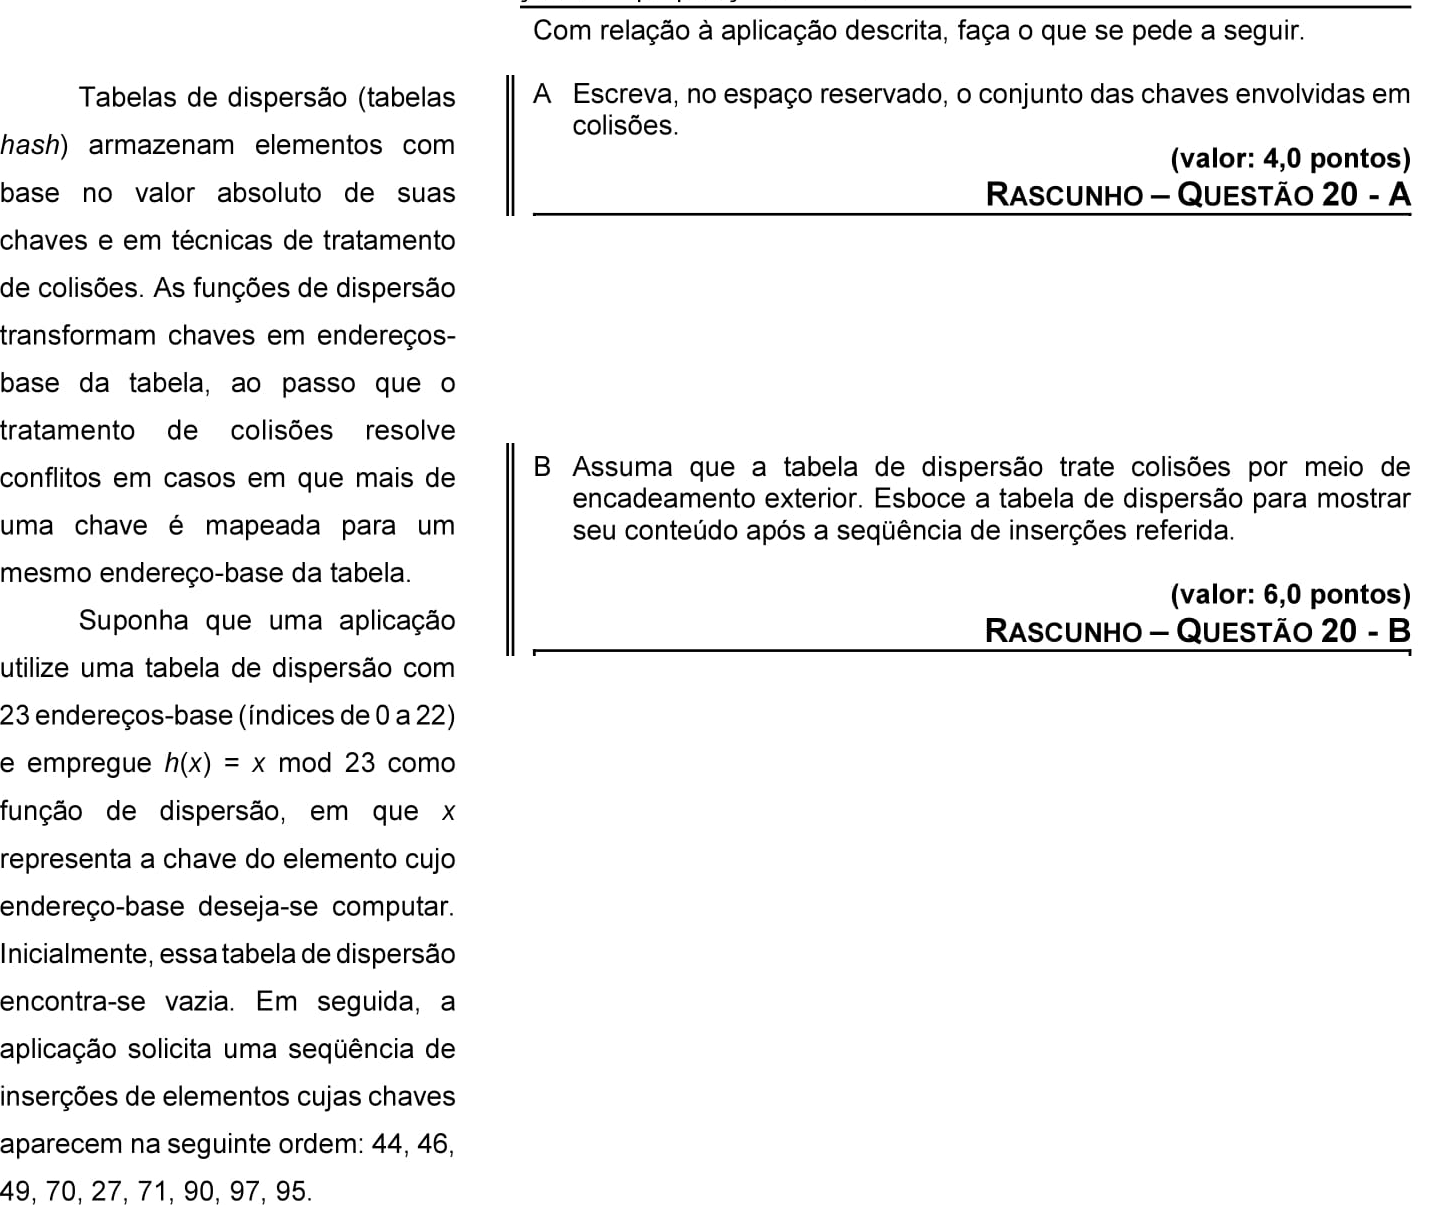 Tabelas de dispersão (tabelas
hash) armazenam elementos com
base no valor absoluto de suas
chaves e em técnicas de tratamento
de colisões. As funções de dispersão
transformam chaves em endereços-
base da tabela, ao passo que o
tratamento de colisões resolve
conflitos em casos em que mais de
uma chave é mapeada para um
mesmo endereço-base da tabela.
Suponha que uma aplicação
utilize uma tabela de dispersão com
23 endereços-base (índices de 0 a 22)
e empregue h(x) = x mod 23 como
função de dispersão, em que x
representa a chave do elemento cujo
endereço-base deseja-se computar.
Inicialmente, essa tabela de dispersão
encontra-se vazia. Em seguida, a
aplicação solicita uma seqüência de
inserções de elementos cujas chaves
aparecem na seguinte ordem: 44, 46,
49, 70, 27, 71, 90, 97, 95.
Com relação à aplicação descrita, faça o que se pede a seguir.
A Escreva, no espaço reservado, o conjunto das chaves envolvidas em
colisões.
(valor: 4,0 pontos)
RASCUNHO – QUESTÃO 20 - A
B Assuma que a tabela de dispersão trate colisões por meio de
encadeamento exterior. Esboce a tabela de dispersão para mostrar
seu conteúdo após a seqüência de inserções referida.
(valor: 6,0 pontos)
RASCUNHO – QUESTÃO 20 - B